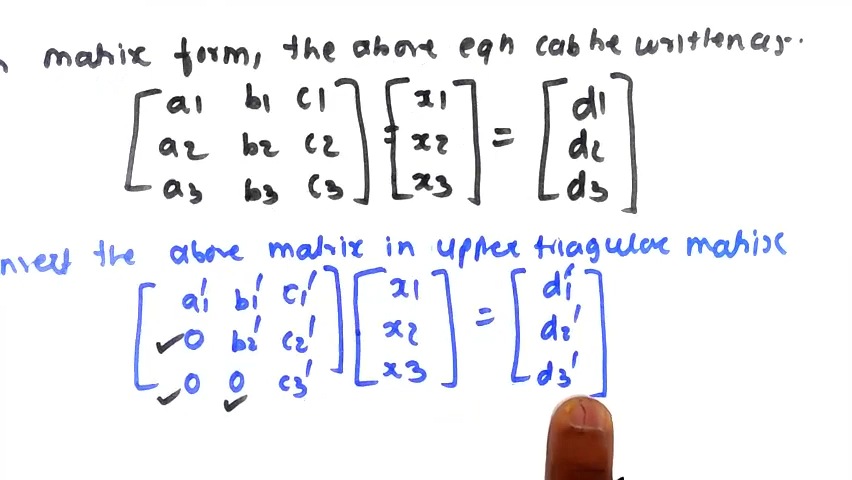 matrix form, the above eqn cab be written as..
[a1 b1 c1] = [x1] = [d1]
[a2 b2 c2] [x2] [d2]
[a3 b3 c3] [x3] [d3]
nvert the above matrix in upper triagular matrix
[a1' b1' c1'] [x1] = [d1']
[0 b2' c2'] [x2] [d2']
[0 0 c3'] [x3] [d3']